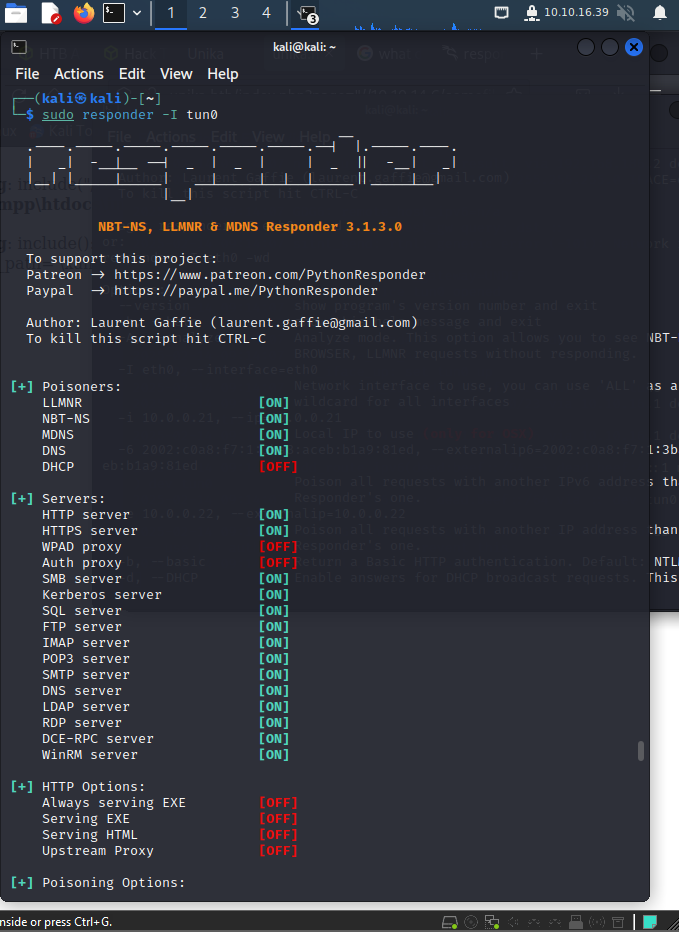 1 2 3 4 3 10.10.16.39
kali@kali: ~
File Actions Edit View Help
┌──(kali㉿kali)-[~]
└─$ sudo responder -I tun0
NBT-NS, LLMNR & MDNS Responder 3.1.3.0
To support this project:
Patreon -> https://www.patreon.com/PythonResponder
Paypal -> https://paypal.me/PythonResponder
Author: Laurent Gaffie (laurent.gaffie@gmail.com)
To kill this script hit CTRL-C
[+] Poisoners:
LLMNR [ON]
NBT-NS [ON]
MDNS [ON]
DNS [ON]
DHCP [OFF]
[+] Servers:
HTTP server [ON]
HTTPS server [ON]
WPAD proxy [OFF]
Auth proxy [OFF]
SMB server [ON]
Kerberos server [ON]
SQL server [ON]
FTP server [ON]
IMAP server [ON]
POP3 server [ON]
SMTP server [ON]
DNS server [ON]
LDAP server [ON]
RDP server [ON]
DCE-RPC server [ON]
WinRM server [ON]
[+] HTTP Options:
Always serving EXE [OFF]
Serving EXE [OFF]
Serving HTML [OFF]
Upstream Proxy [OFF]
[+] Poisoning Options:
nside or press Ctrl+G.